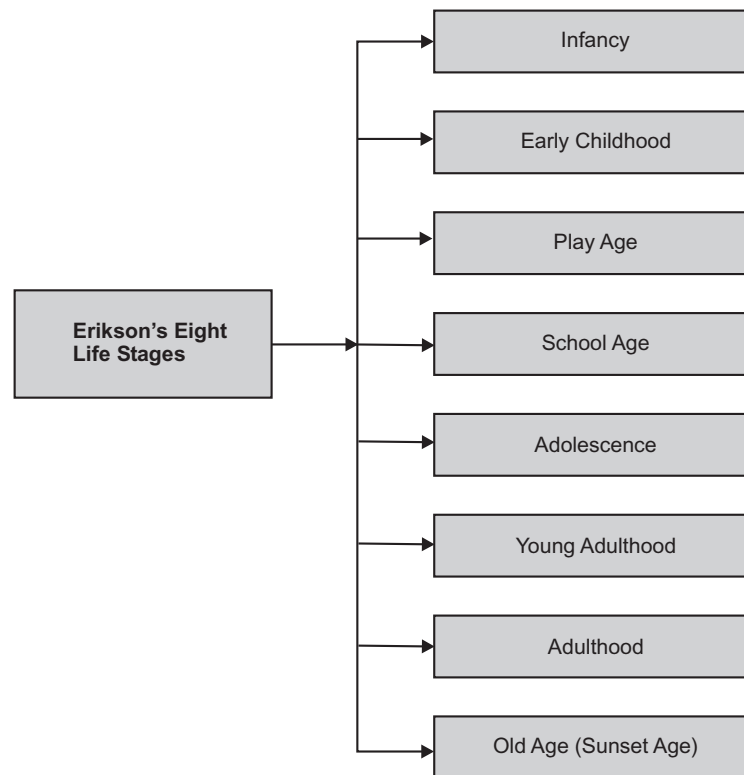 Infancy
Early Childhood
Play Age
Erikson’s Eight
Life Stages
School Age
Adolescence
Young Adulthood
Adulthood
Old Age (Sunset Age)